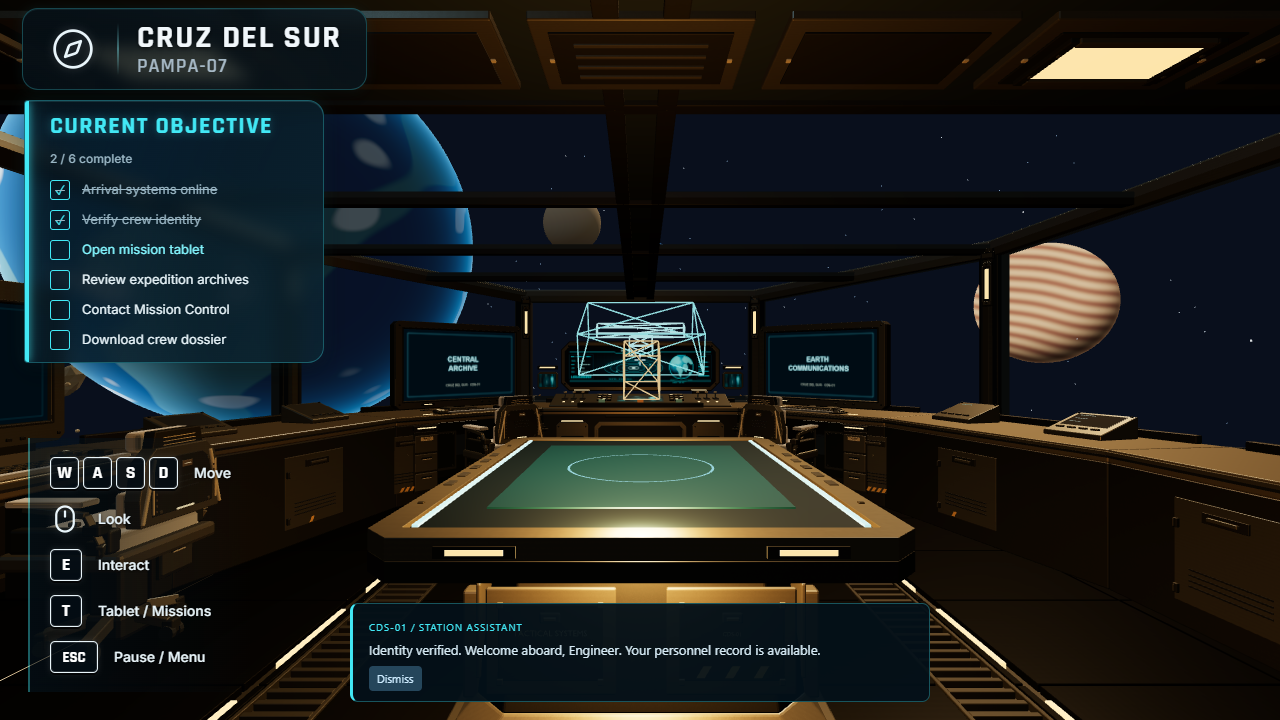 CRUZ DEL SUR
PAMPA-07
CURRENT OBJECTIVE
2 / 6 complete
Arrival systems online
Verify crew identity
Open mission tablet
Review expedition archives
Contact Mission Control
Download crew dossier
CENTRAL
ARCHIVE
EARTH
COMMUNICATIONS
W A S D Move
Look
E Interact
T Tablet / Missions
ESC Pause / Menu
CDS-01 / STATION ASSISTANT
Identity verified. Welcome aboard, Engineer. Your personnel record is available.
Dismiss